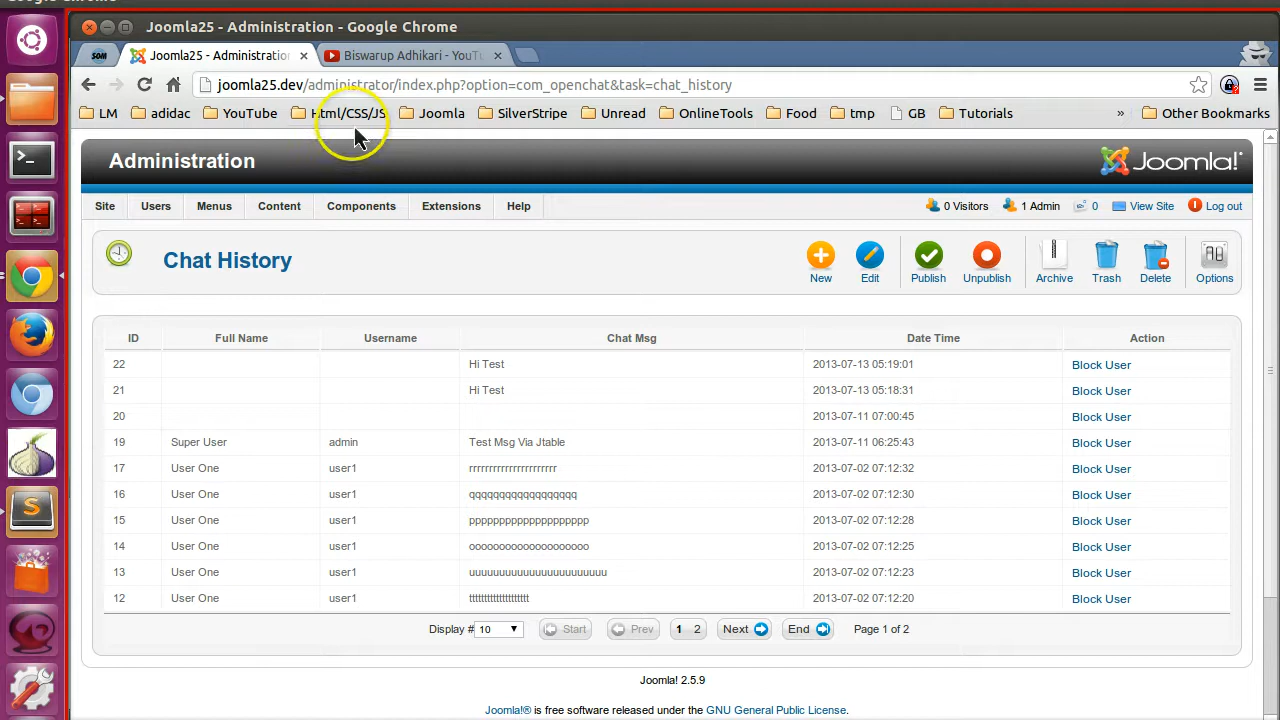 Google Chrome
Joomla25 - Administration - Google Chrome
SOM Joomla25 - Administration Biswarup Adhikari - YouTu
joomla25.dev/administrator/index.php?option=com_openchat&task=chat_history
LM adidac YouTube Html/CSS/JS Joomla SilverStripe Unread OnlineTools Food tmp GB Tutorials » Other Bookmarks
Administration Joomla!
Site Users Menus Content Components Extensions Help 0 Visitors 1 Admin 0 View Site Log out
Chat History New Edit Publish Unpublish Archive Trash Delete Options
ID Full Name Username Chat Msg Date Time Action
22 Hi Test 2013-07-13 05:19:01 Block User
21 Hi Test 2013-07-13 05:18:31 Block User
20 2013-07-11 07:00:45 Block User
19 Super User admin Test Msg Via Jtable 2013-07-11 06:25:43 Block User
17 User One user1 rrrrrrrrrrrrrrrrrrrrrr 2013-07-02 07:12:32 Block User
16 User One user1 qqqqqqqqqqqqqqqqqq 2013-07-02 07:12:30 Block User
15 User One user1 pppppppppppppppppppp 2013-07-02 07:12:28 Block User
14 User One user1 oooooooooooooooooooo 2013-07-02 07:12:25 Block User
13 User One user1 uuuuuuuuuuuuuuuuuuuuuuu 2013-07-02 07:12:23 Block User
12 User One user1 tttttttttttttttttttt 2013-07-02 07:12:20 Block User
Display # 10 Start Prev 1 2 Next End Page 1 of 2
Joomla! 2.5.9
Joomla!® is free software released under the GNU General Public License.